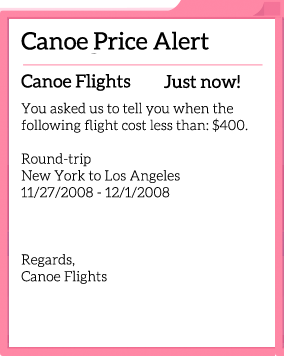 Canoe Price Alert
Canoe Flights Just now!
You asked us to tell you when the
following flight cost less than: $400.
Round-trip
New York to Los Angeles
11/27/2008 - 12/1/2008
Regards,
Canoe Flights